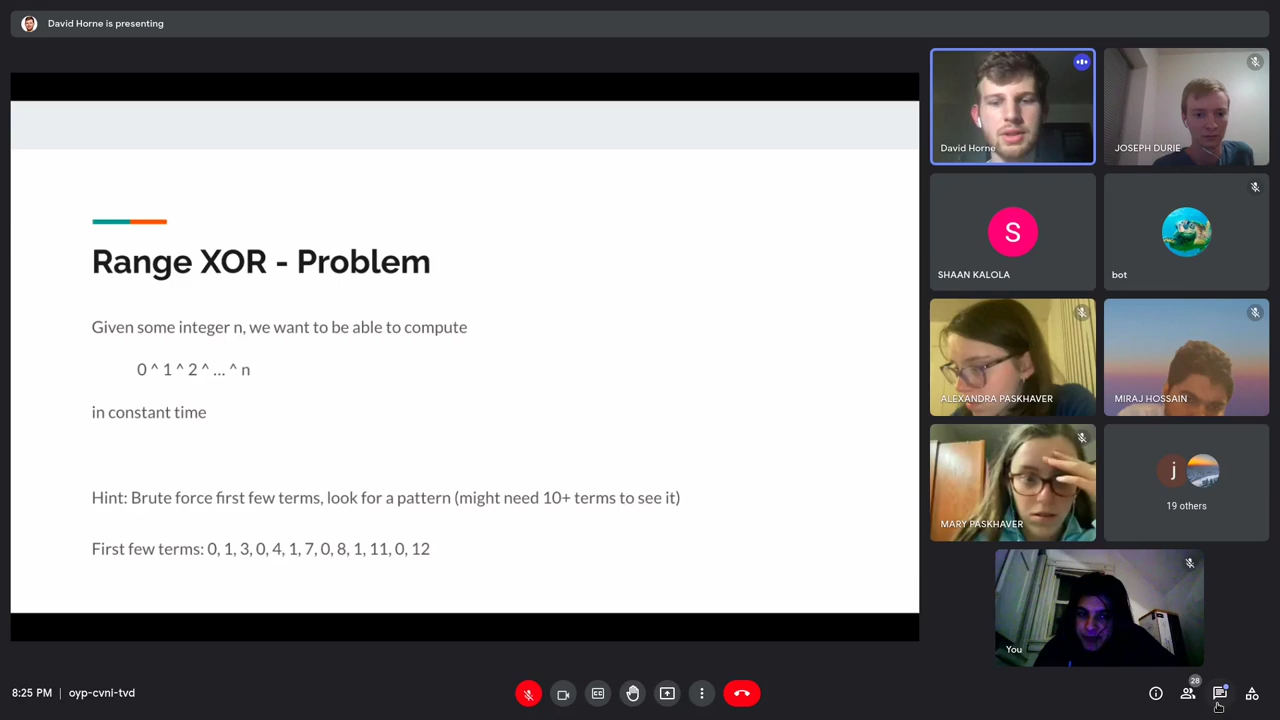 David Horne is presenting
Range XOR - Problem
Given some integer n, we want to be able to compute
0 ^ 1 ^ 2 ^ ... ^ n
in constant time
Hint: Brute force first few terms, look for a pattern (might need 10+ terms to see it)
First few terms: 0, 1, 3, 0, 4, 1, 7, 0, 8, 1, 11, 0, 12
David Horne
JOSEPH DURIE
S
SHAAN KALOLA
bot
ALEXANDRA PASKHAVER
MIRAJ HOSSAIN
MARY PASKHAVER
j
19 others
You
8:25 PM | oyp-cvnl-tvd
28